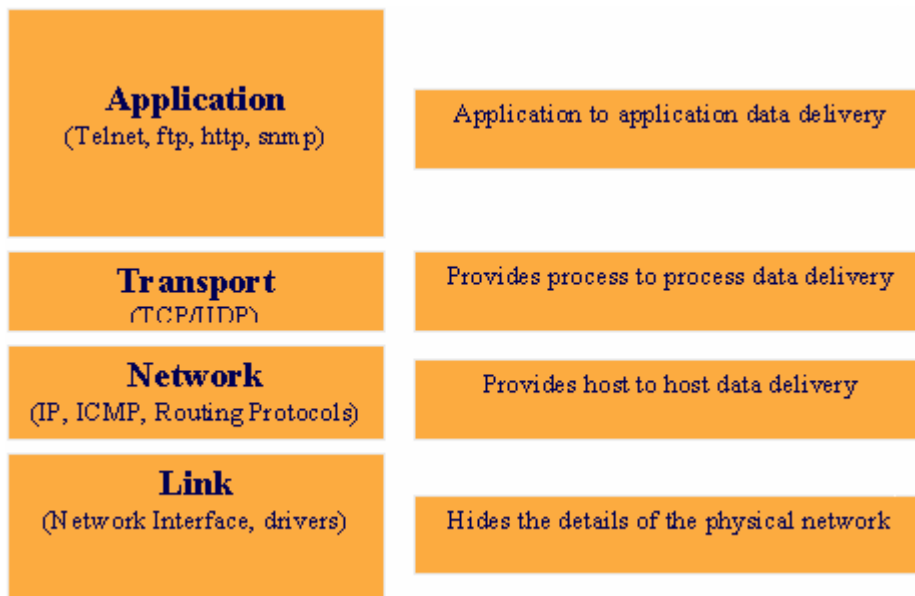 Application
(Telnet, ftp, http, snmp)
Application to application data delivery
Transport
(TCP/UDP)
Provides process to process data delivery
Network
(IP, ICMP, Routing Protocols)
Provides host to host data delivery
Link
(Network Interface, drivers)
Hides the details of the physical network